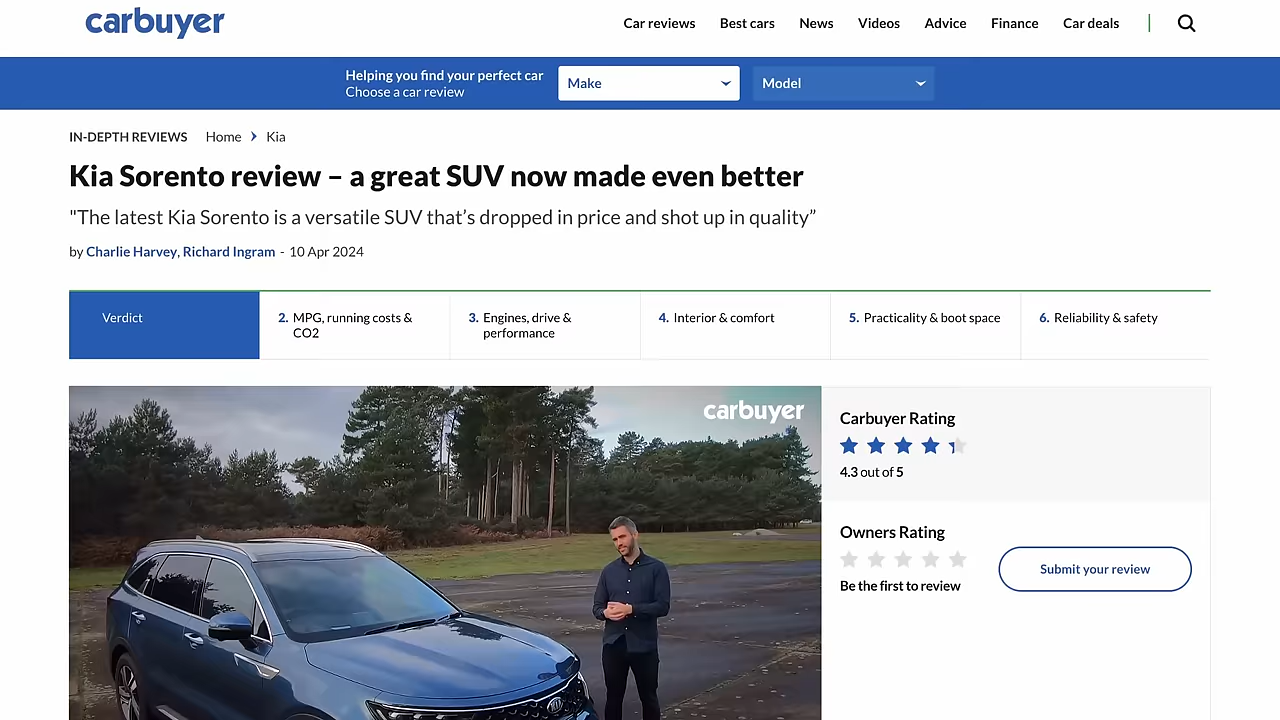 carbuyer
Car reviews Best cars News Videos Advice Finance Car deals
Helping you find your perfect car
Choose a car review
Make
Model
IN-DEPTH REVIEWS Home Kia
Kia Sorento review – a great SUV now made even better
"The latest Kia Sorento is a versatile SUV that’s dropped in price and shot up in quality”
by Charlie Harvey, Richard Ingram - 10 Apr 2024
Verdict
2. MPG, running costs &
CO2
3. Engines, drive &
performance
4. Interior & comfort
5. Practicality & boot space
6. Reliability & safety
carbuyer
Carbuyer Rating
4.3 out of 5
Owners Rating
Be the first to review
Submit your review